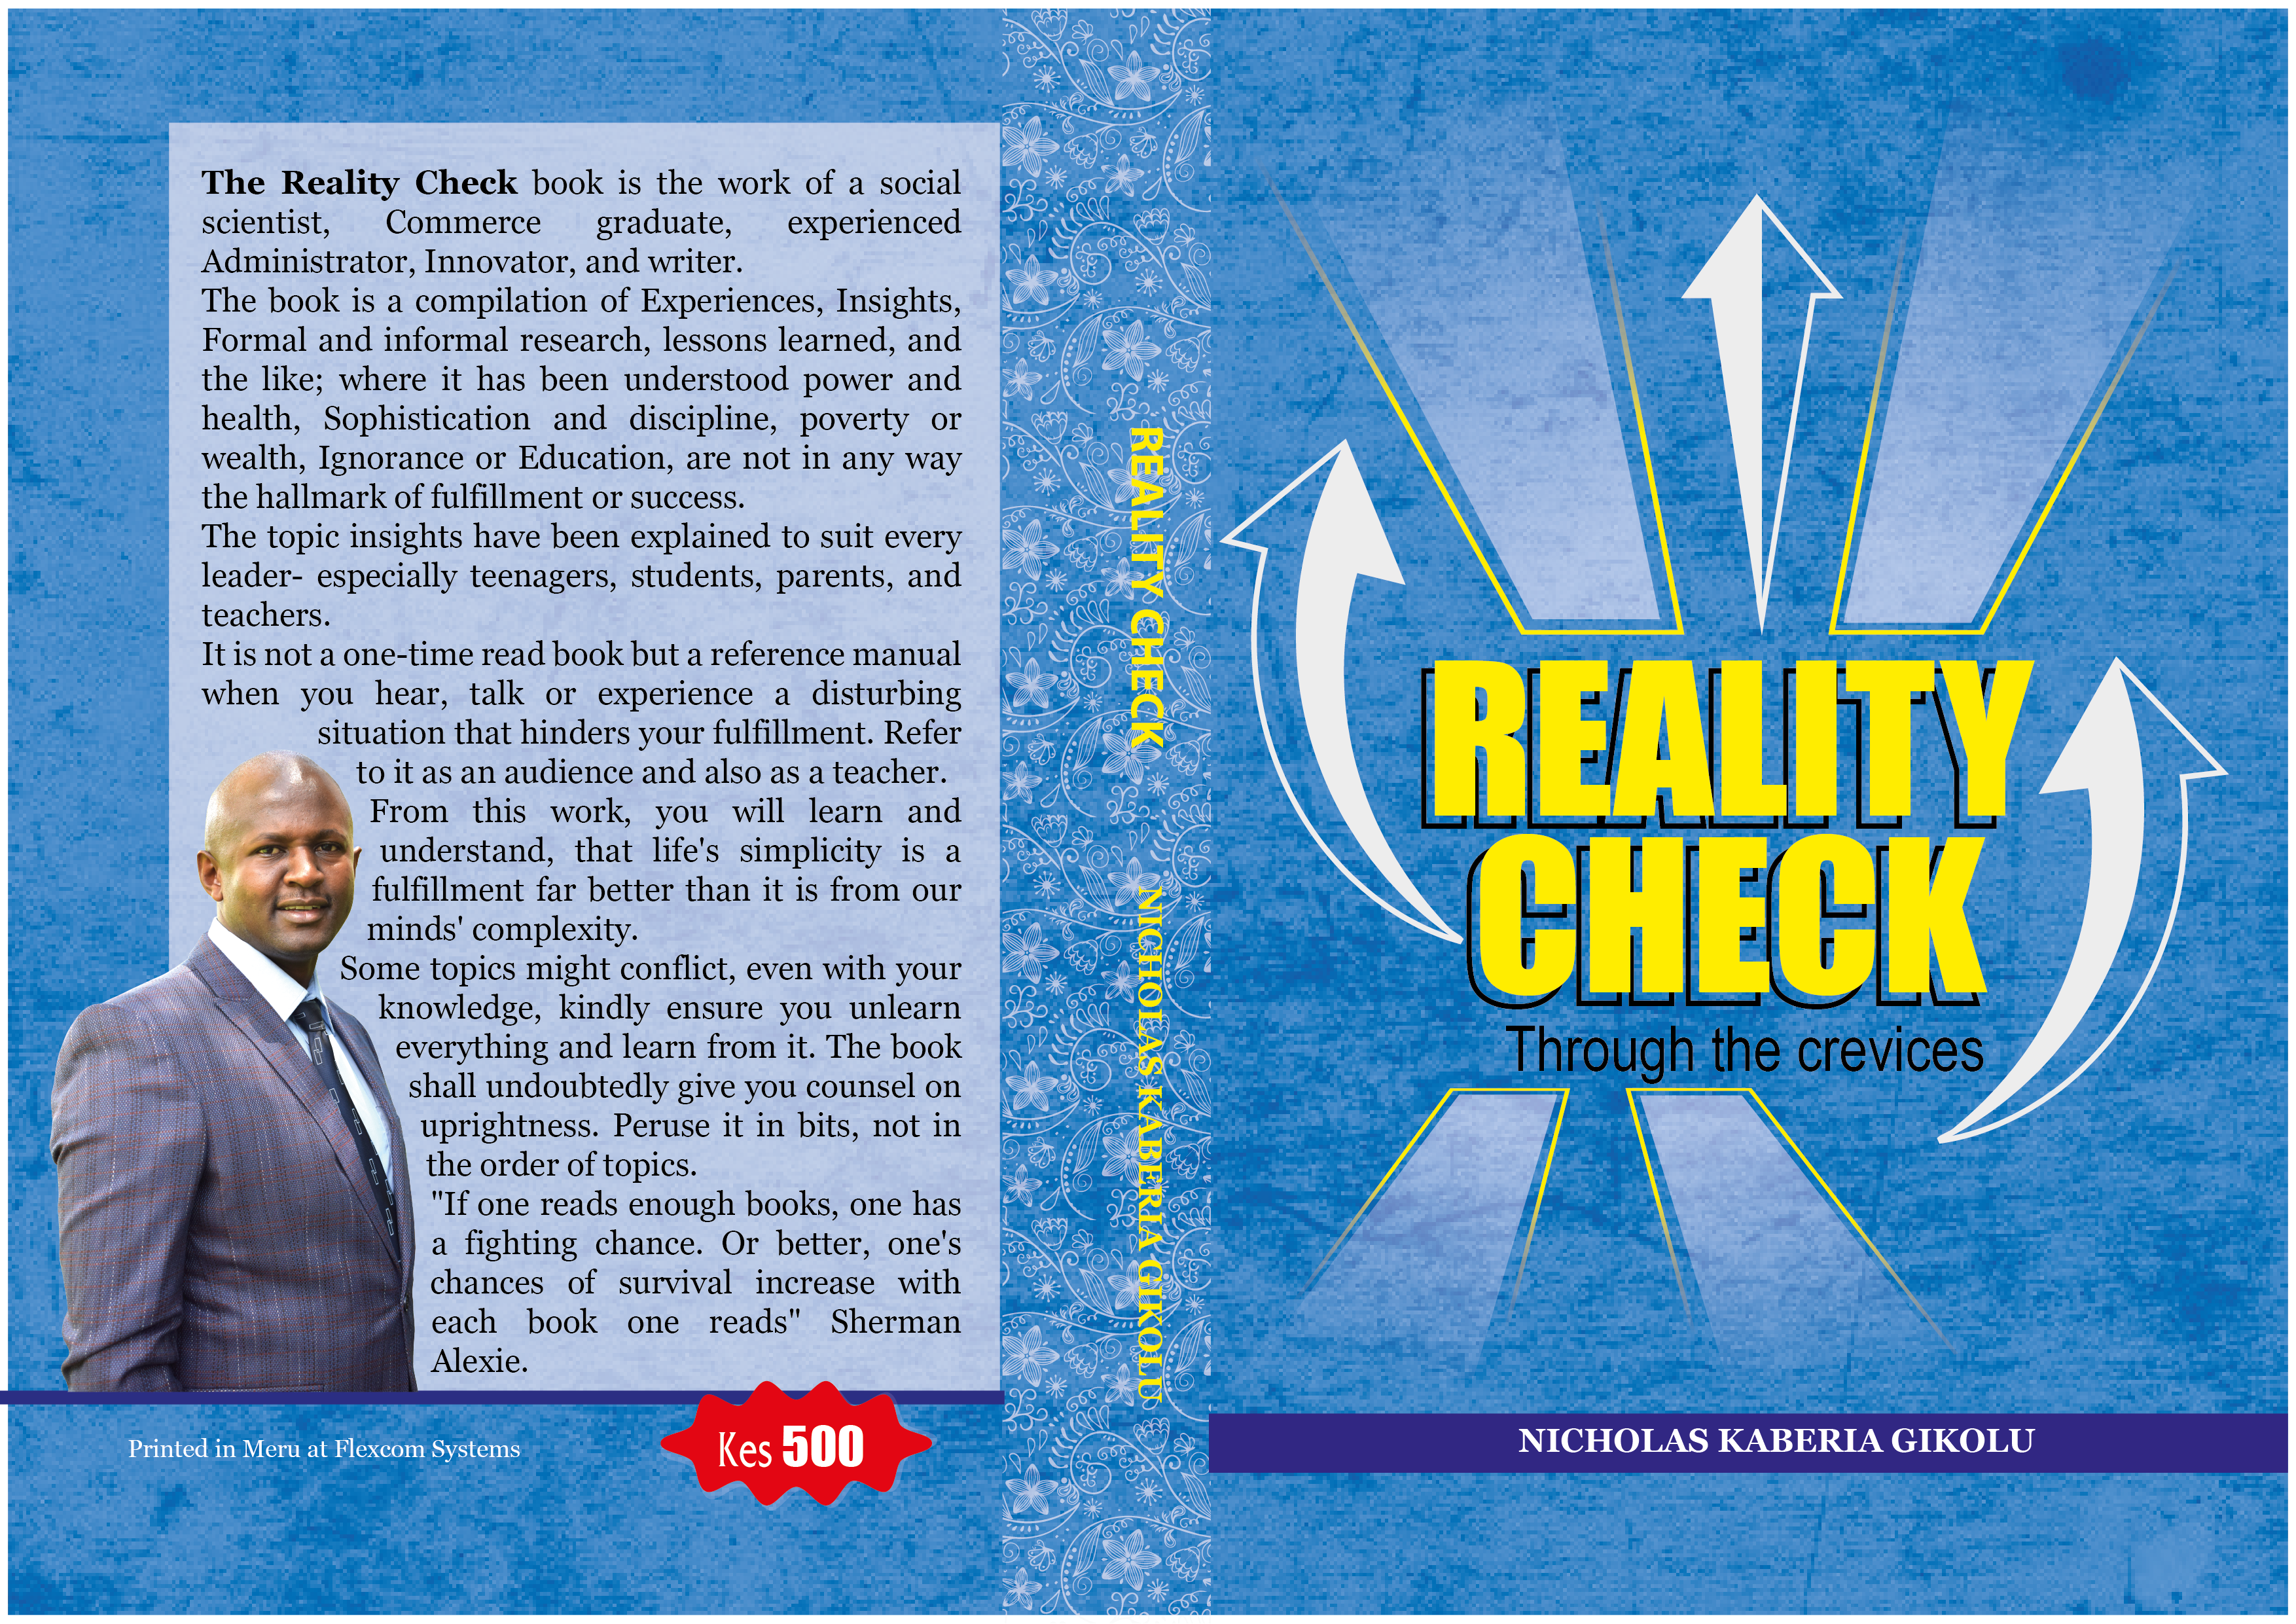 The Reality Check book is the work of a social
scientist, Commerce graduate, experienced
Administrator, Innovator, and writer.
The book is a compilation of Experiences, Insights,
Formal and informal research, lessons learned, and
the like; where it has been understood power and
health, Sophistication and discipline, poverty or
wealth, Ignorance or Education, are not in any way
the hallmark of fulfillment or success.
The topic insights have been explained to suit every
leader- especially teenagers, students, parents, and
teachers.
It is not a one-time read book but a reference manual
when you hear, talk or experience a disturbing
situation that hinders your fulfillment. Refer
to it as an audience and also as a teacher.
From this work, you will learn and
understand, that life's simplicity is a
fulfillment far better than it is from our
minds' complexity.
Some topics might conflict, even with your
knowledge, kindly ensure you unlearn
everything and learn from it. The book
shall undoubtedly give you counsel on
uprightness. Peruse it in bits, not in
the order of topics.
"If one reads enough books, one has
a fighting chance. Or better, one's
chances of survival increase with
each book one reads" Sherman
Alexie.
Printed in Meru at Flexcom Systems
Kes 500
REALITY CHECK
NICHOLAS KABERIA GIKOLU
REALITY
CHECK
Through the crevices
NICHOLAS KABERIA GIKOLU